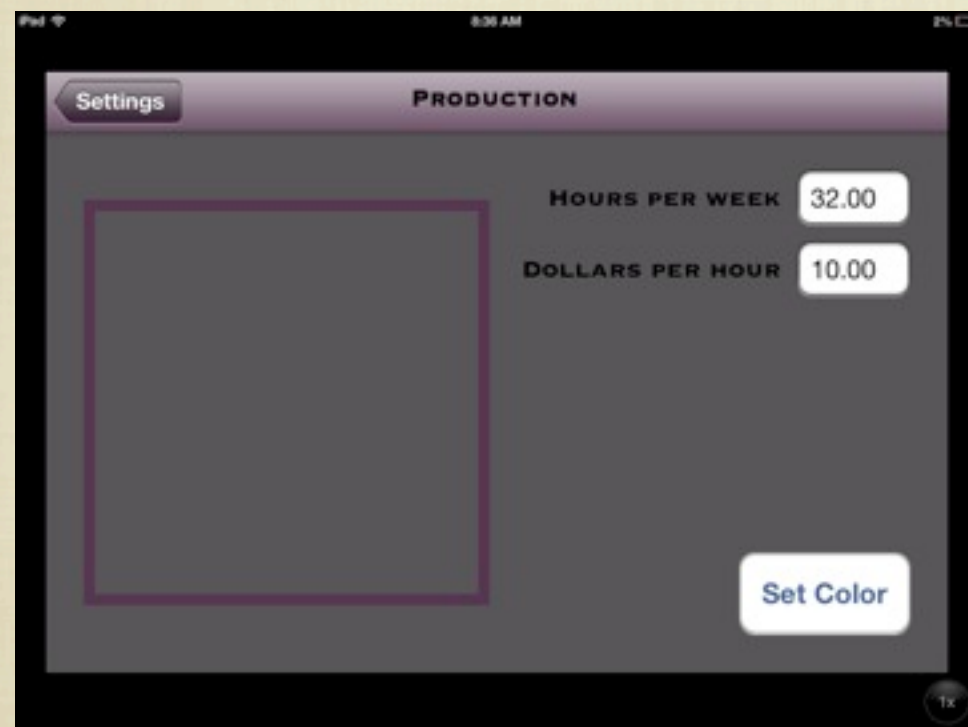 iPad 8:36 AM 2%
Settings PRODUCTION
HOURS PER WEEK 32.00
DOLLARS PER HOUR 10.00
Set Color
1x